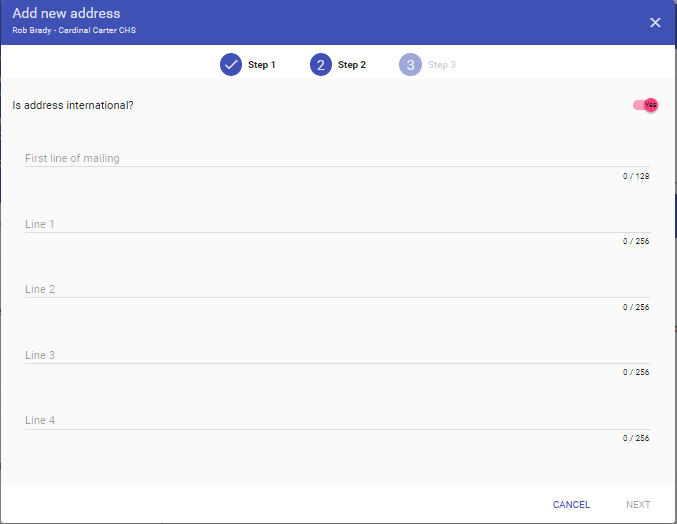 Add new address
Rob Brady - Cardinal Carter CHS
Step 1
2 Step 2
3 Step 3
Is address international?
Yes
First line of mailing
0 / 128
Line 1
0 / 256
Line 2
0 / 256
Line 3
0 / 256
Line 4
0 / 256
CANCEL NEXT